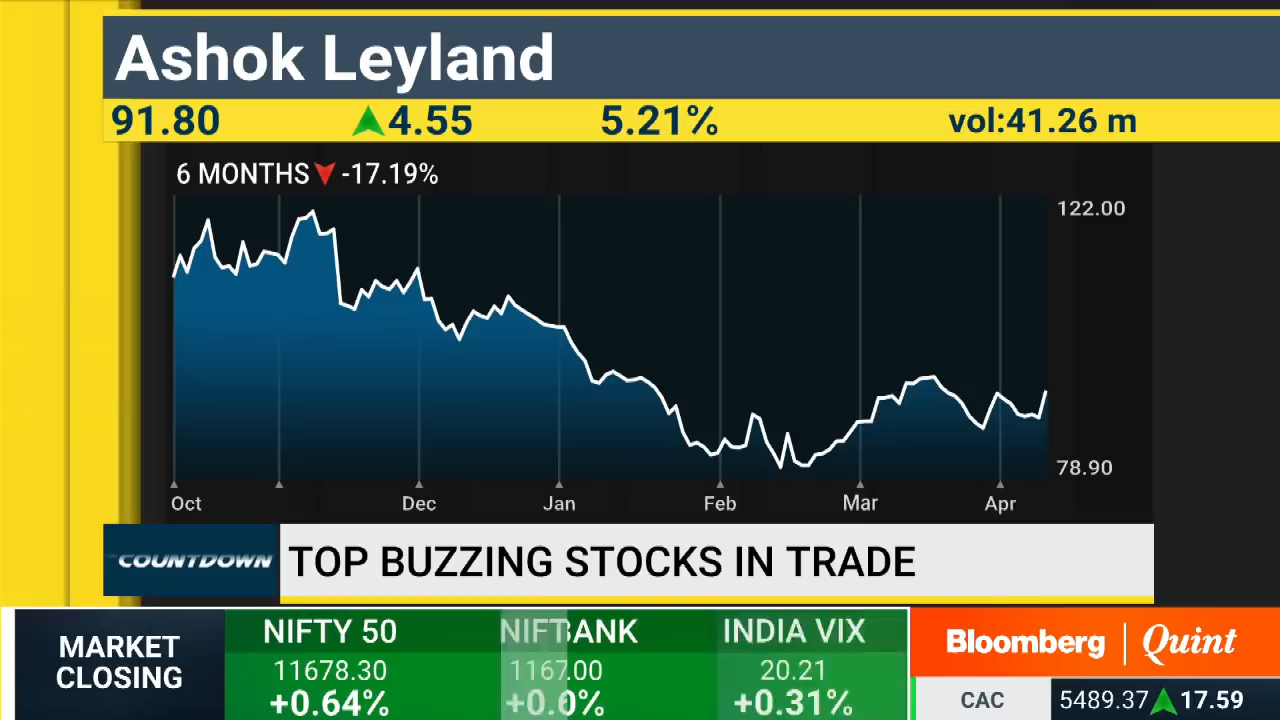 Ashok Leyland
91.80 4.55 5.21% vol:41.26 m
6 MONTHS -17.19%
122.00
78.90
Oct Dec Jan Feb Mar Apr
COUNTDOWN TOP BUZZING STOCKS IN TRADE
MARKET
CLOSING
NIFTY 50
11678.30
+0.64%
INDIA VIX
20.21
+0.31%
Bloomberg | Quint
CAC 5489.37 17.59